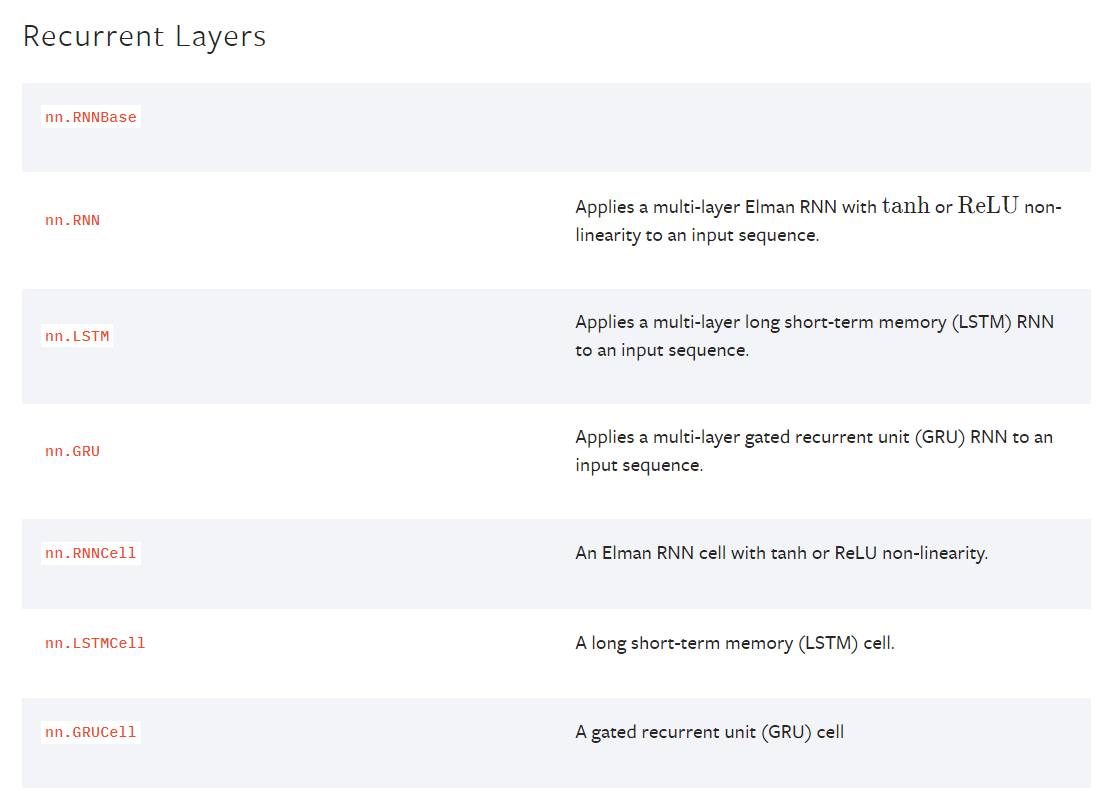 Recurrent Layers
nn.RNNBase
nn.RNN
Applies a multi-layer Elman RNN with tanh or ReLU non-
linearity to an input sequence.
nn.LSTM
Applies a multi-layer long short-term memory (LSTM) RNN
to an input sequence.
nn.GRU
Applies a multi-layer gated recurrent unit (GRU) RNN to an
input sequence.
nn.RNNCell
An Elman RNN cell with tanh or ReLU non-linearity.
nn.LSTMCell
A long short-term memory (LSTM) cell.
nn.GRUCell
A gated recurrent unit (GRU) cell